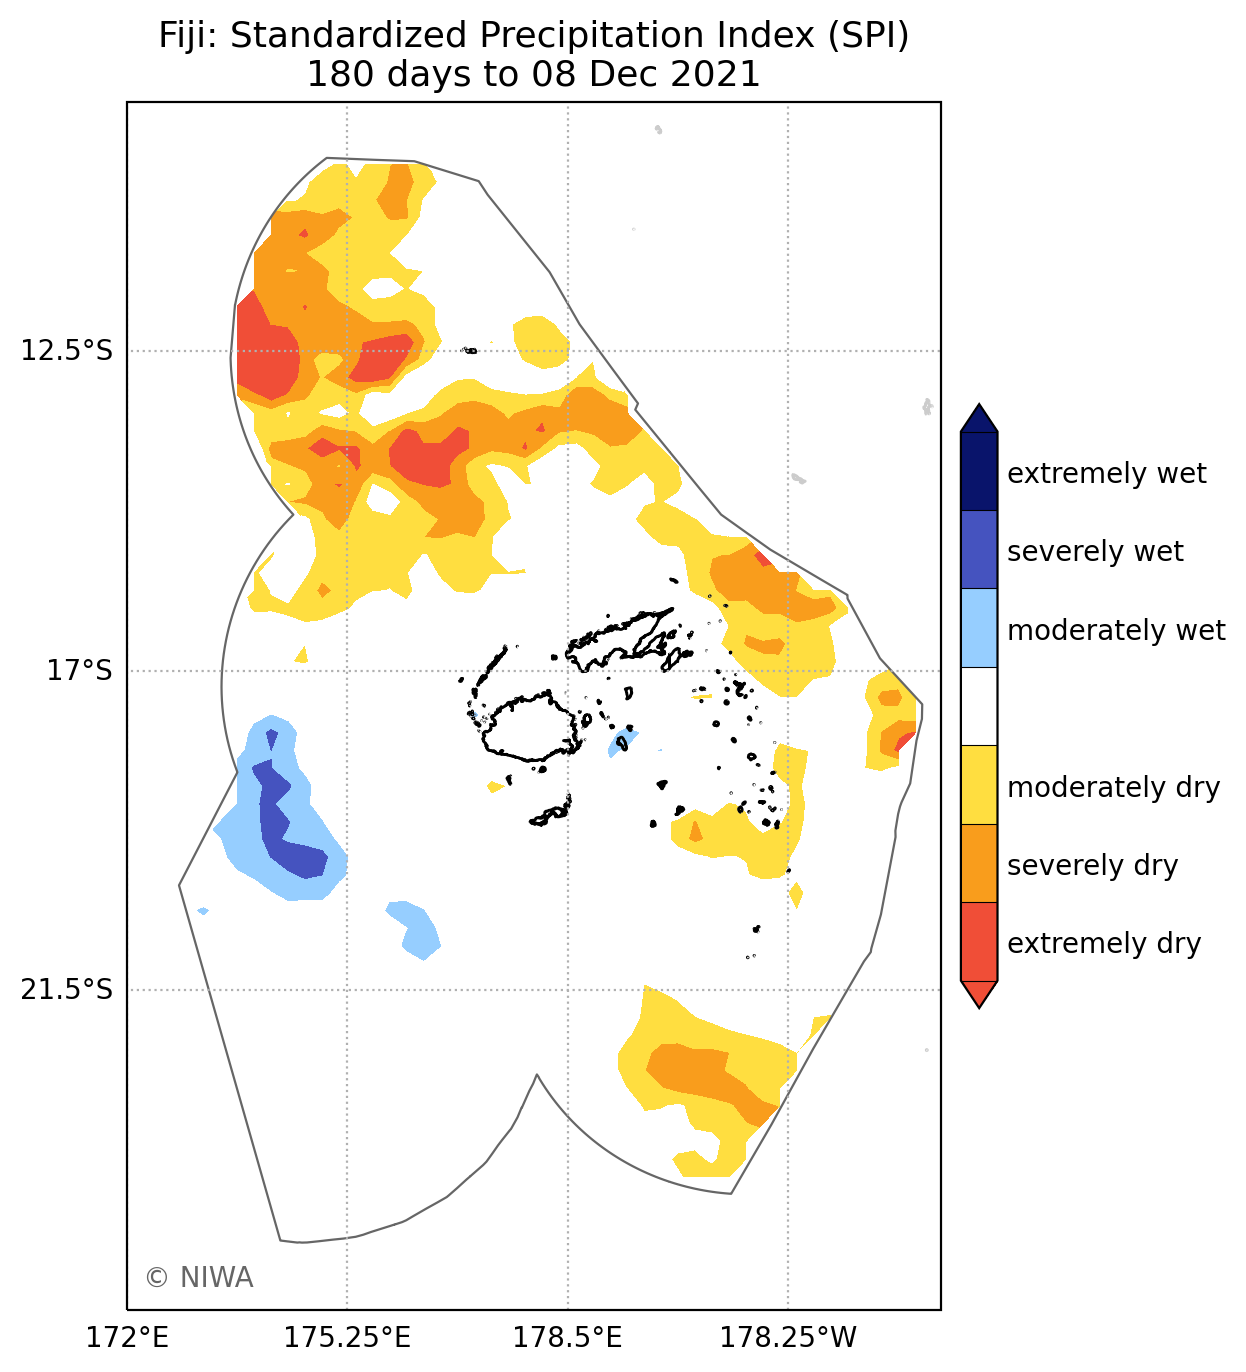 Fiji: Standardized Precipitation Index (SPI)
180 days to 08 Dec 2021
12.5°S
17°S
21.5°S
172°E
175.25°E
178.5°E
178.25°W
extremely wet
severely wet
moderately wet
moderately dry
severely dry
extremely dry
© NIWA